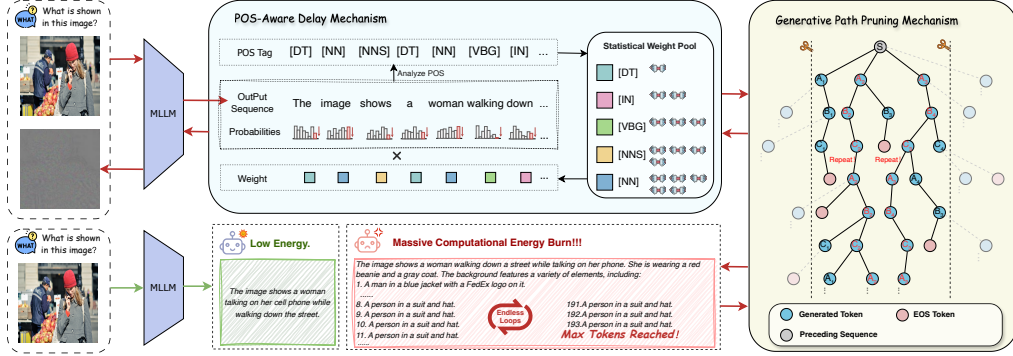 What is shown
in this image?
WHAT
?
MLLM
POS-Aware Delay Mechanism
POS Tag [DT] [NN] [NNS] [DT] [NN] [VBG] [IN] ...
Analyze POS
OutPut
Sequence
The image shows a woman walking down ...
Probabilities ...
×
Weight ...
Statistical Weight Pool
[DT]
[IN]
[VBG]
[NNS]
[NN]
Generative Path Pruning Mechanism
S
Repeat Repeat
Generated Token EOS Token
Preceding Sequence
What is shown
in this image?
WHAT
?
MLLM
Low Energy.
The image shows a woman
talking on her cell phone while
walking down the street.
Massive Computational Energy Burn!!!
The image shows a woman walking down a street while talking on her phone. She is wearing a red
beanie and a gray coat. The background features a variety of elements, including:
1. A man in a blue jacket with a FedEx logo on it.
......
8. A person in a suit and hat.
9. A person in a suit and hat.
10. A person in a suit and hat.
11. A person in a suit and hat.
......
Endless
Loops
191.A person in a suit and hat.
192.A person in a suit and hat.
193.A person in a suit and hat.
Max Tokens Reached!